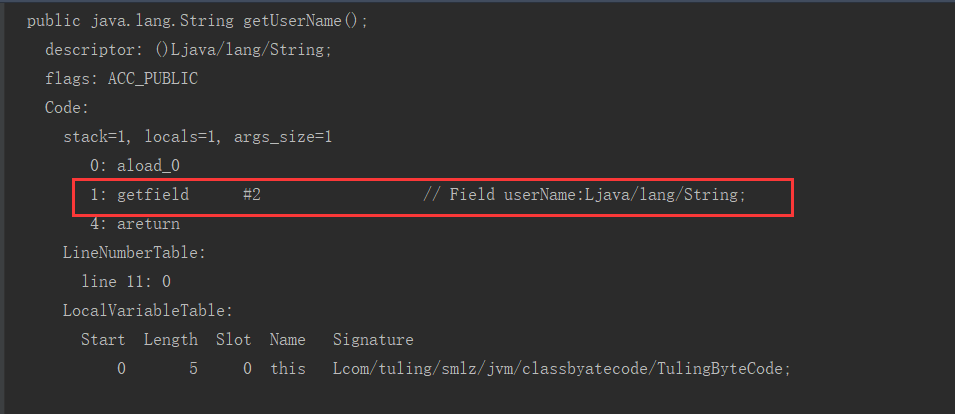 public java.lang.String getUserName();
descriptor: ()Ljava/lang/String;
flags: ACC_PUBLIC
Code:
stack=1, locals=1, args_size=1
0: aload_0
1: getfield #2 // Field userName:Ljava/lang/String;
4: areturn
LineNumberTable:
line 11: 0
LocalVariableTable:
Start Length Slot Name Signature
0 5 0 this Lcom/tuling/smlz/jvm/classbyatecode/TulingByteCode;